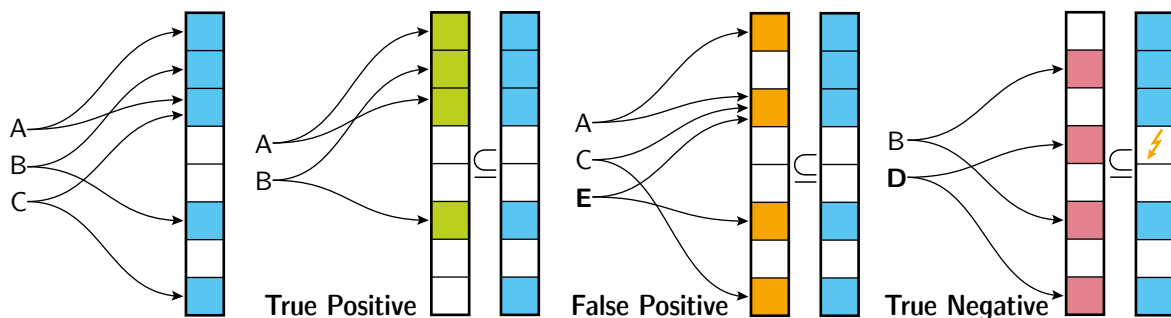 A
B
C
A
B
⊆
True Positive
A
C
E
⊆
False Positive
B
D
⊆
True Negative